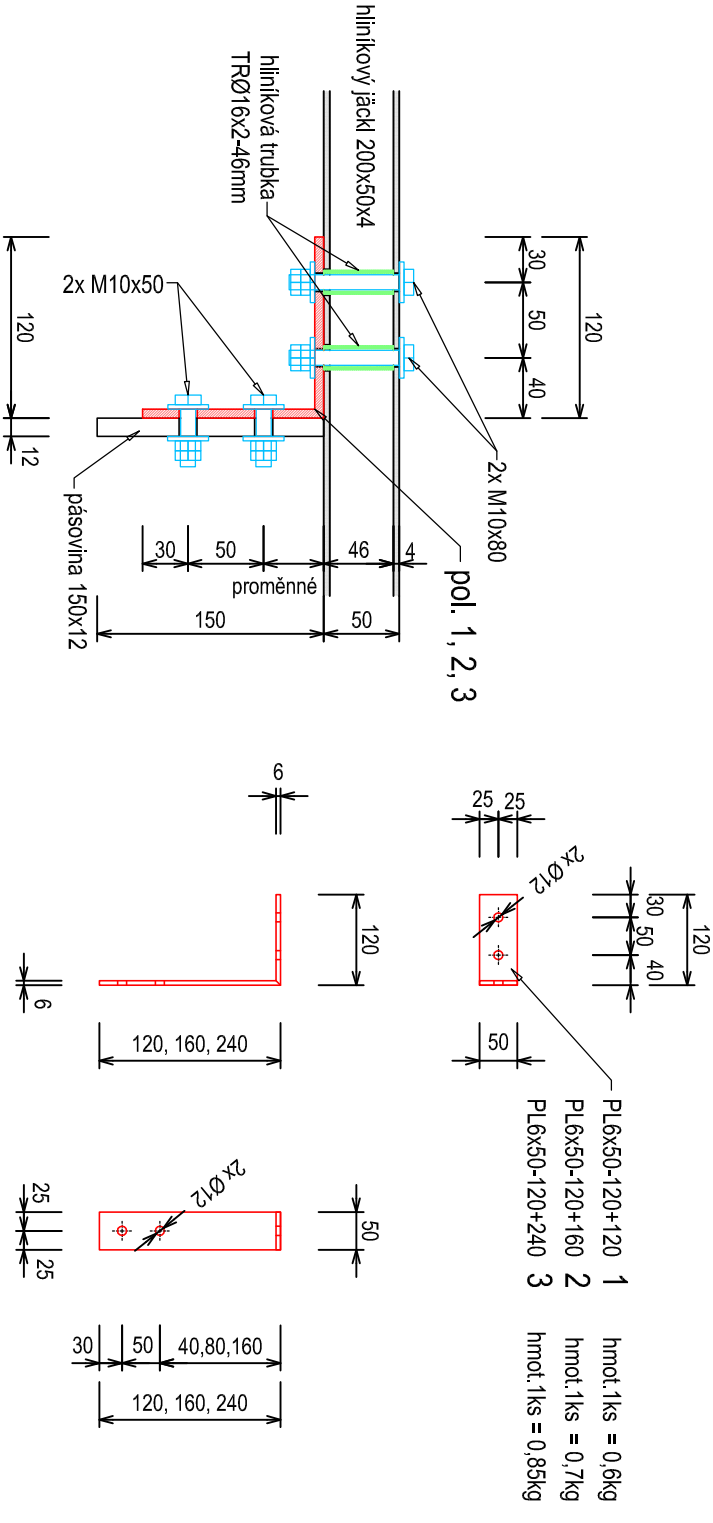 hliníkový jäckl 200x50x4
hliníková trubka
TRØ16x2-46mm
120
30
50
40
2x M10x80
2x M10x50
120
12
pásovina 150x12
30
50
proměnné
46
4
150
50
pol. 1, 2, 3
6
120
6
120, 160, 240
25
25
2x Ø12
30
50
40
120
50
PL6x50-120+120 1 hmot.1ks = 0,6kg
PL6x50-120+160 2 hmot.1ks = 0,7kg
PL6x50-120+240 3 hmot.1ks = 0,85kg
2x Ø12
50
25
25
30
50
40,80,160
120, 160, 240